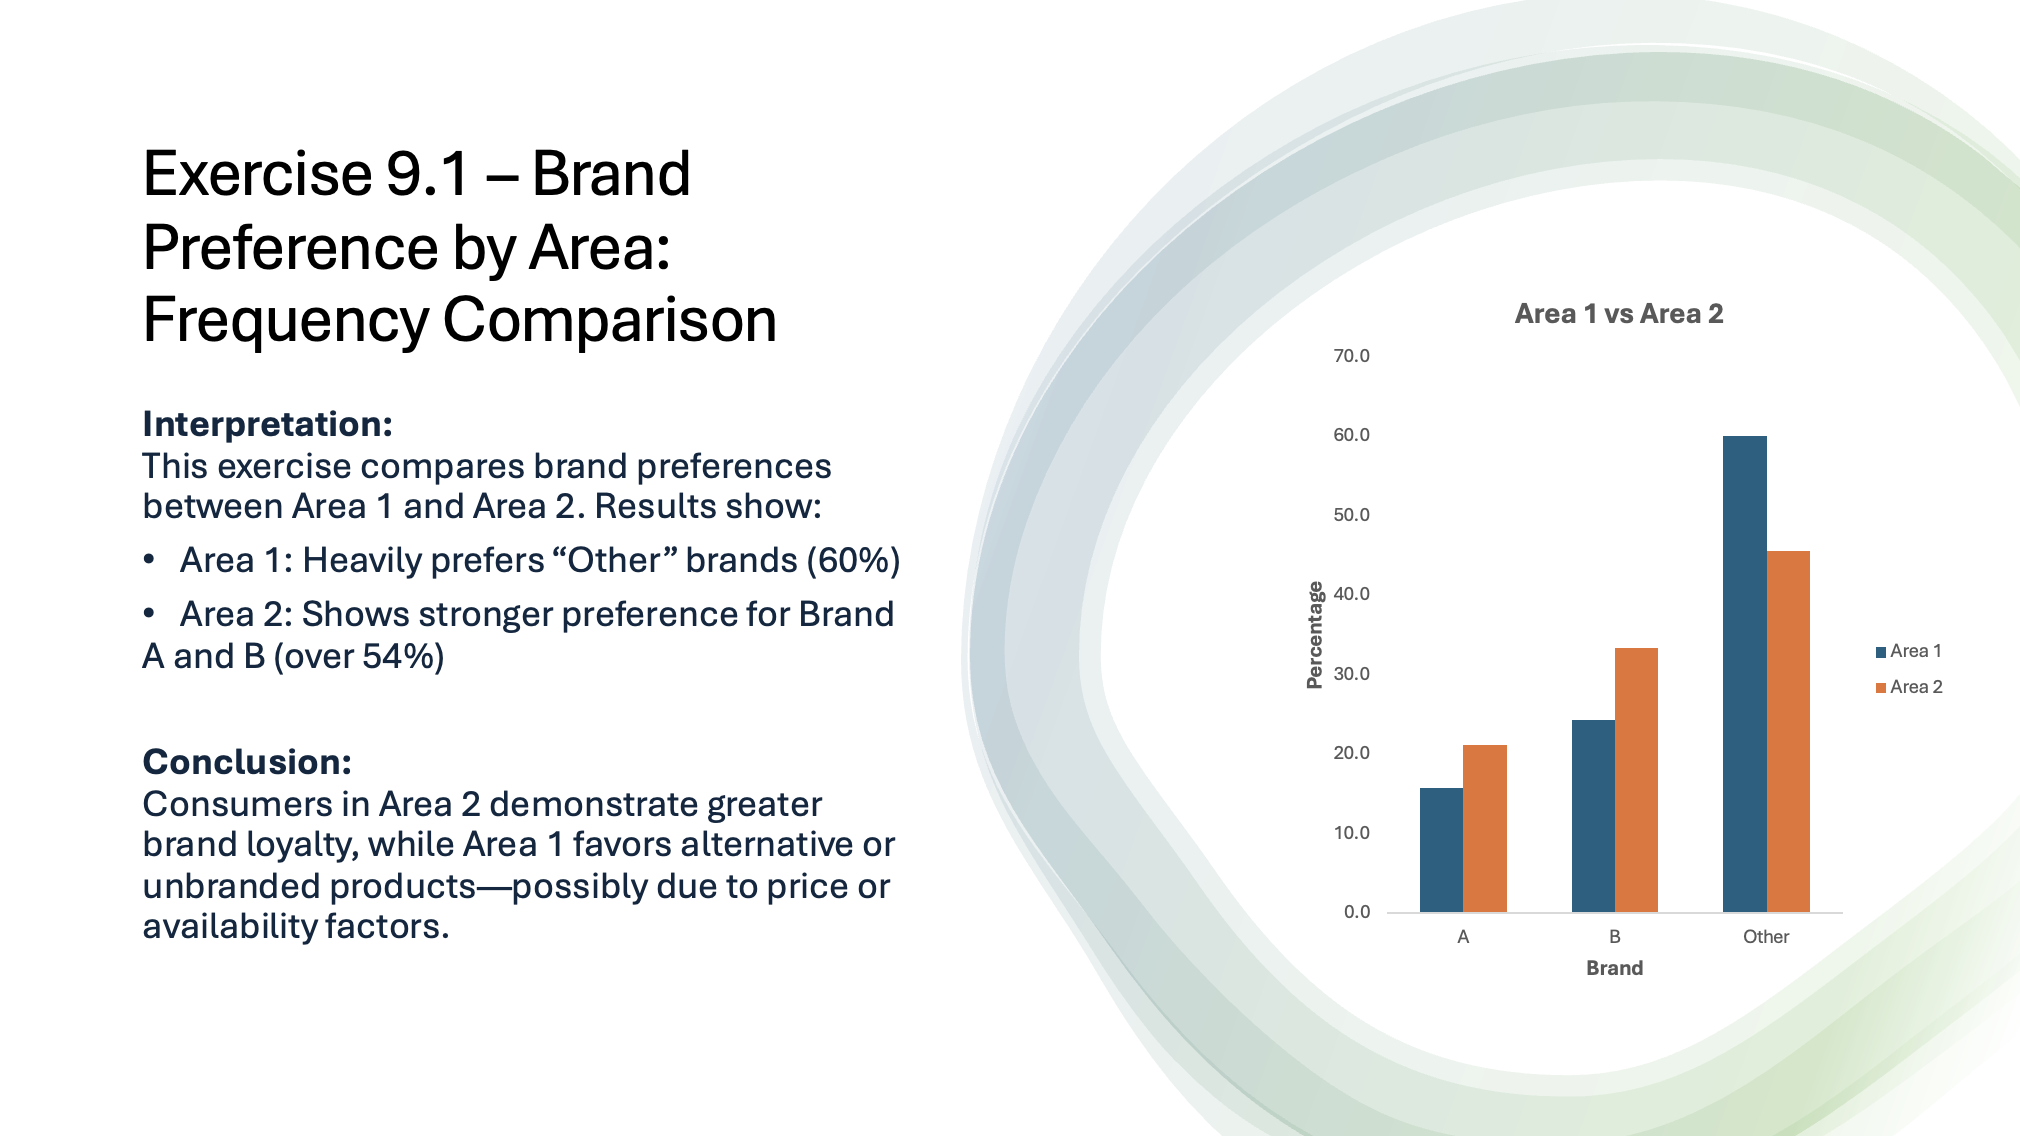 Exercise 9.1 – Brand
Preference by Area:
Frequency Comparison
Interpretation:
This exercise compares brand preferences
between Area 1 and Area 2. Results show:
• Area 1: Heavily prefers “Other” brands (60%)
• Area 2: Shows stronger preference for Brand
A and B (over 54%)
Conclusion:
Consumers in Area 2 demonstrate greater
brand loyalty, while Area 1 favors alternative or
unbranded products—possibly due to price or
availability factors.
Area 1 vs Area 2
70.0
60.0
50.0
40.0
30.0
20.0
10.0
0.0
Percentage
A B Other
Brand
Area 1
Area 2